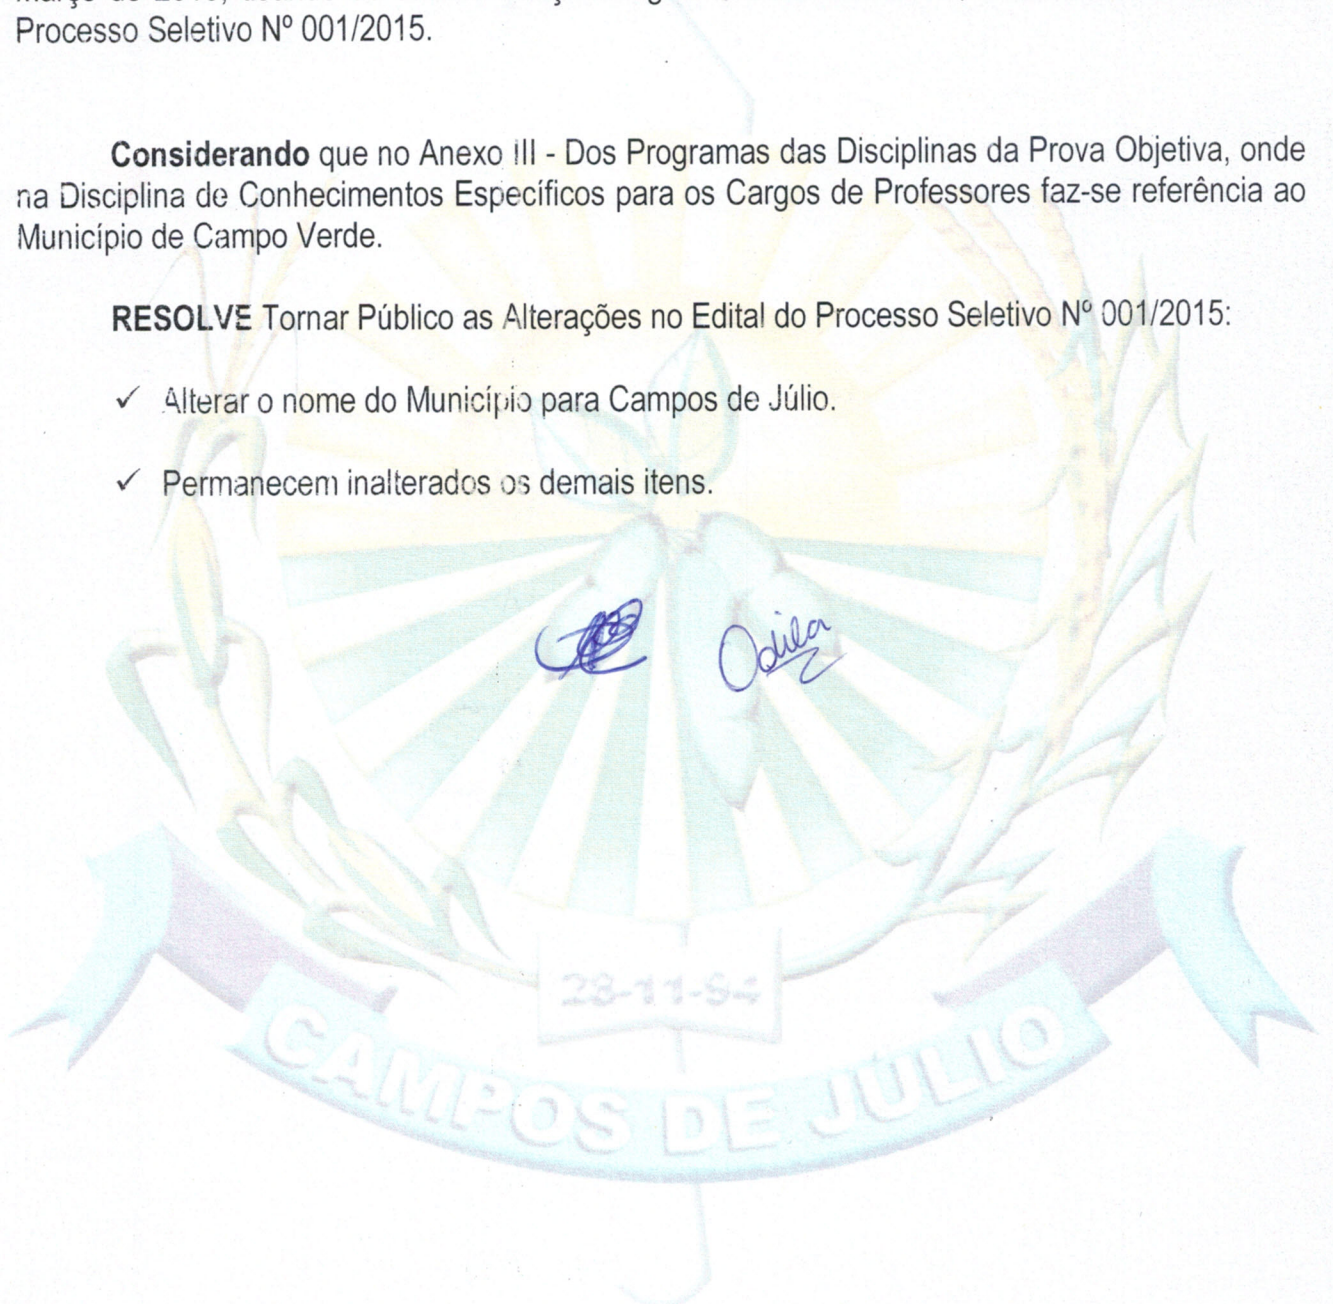 Processo Seletivo Nº 001/2015.
Considerando que no Anexo III - Dos Programas das Disciplinas da Prova Objetiva, onde
na Disciplina de Conhecimentos Específicos para os Cargos de Professores faz-se referência ao
Município de Campo Verde.
RESOLVE Tornar Público as Alterações no Edital do Processo Seletivo Nº 001/2015:
✓ Alterar o nome do Município para Campos de Júlio.
✓ Permanecem inalterados os demais itens.
Odila
28-11-94
CAMPOS DE JÚLIO